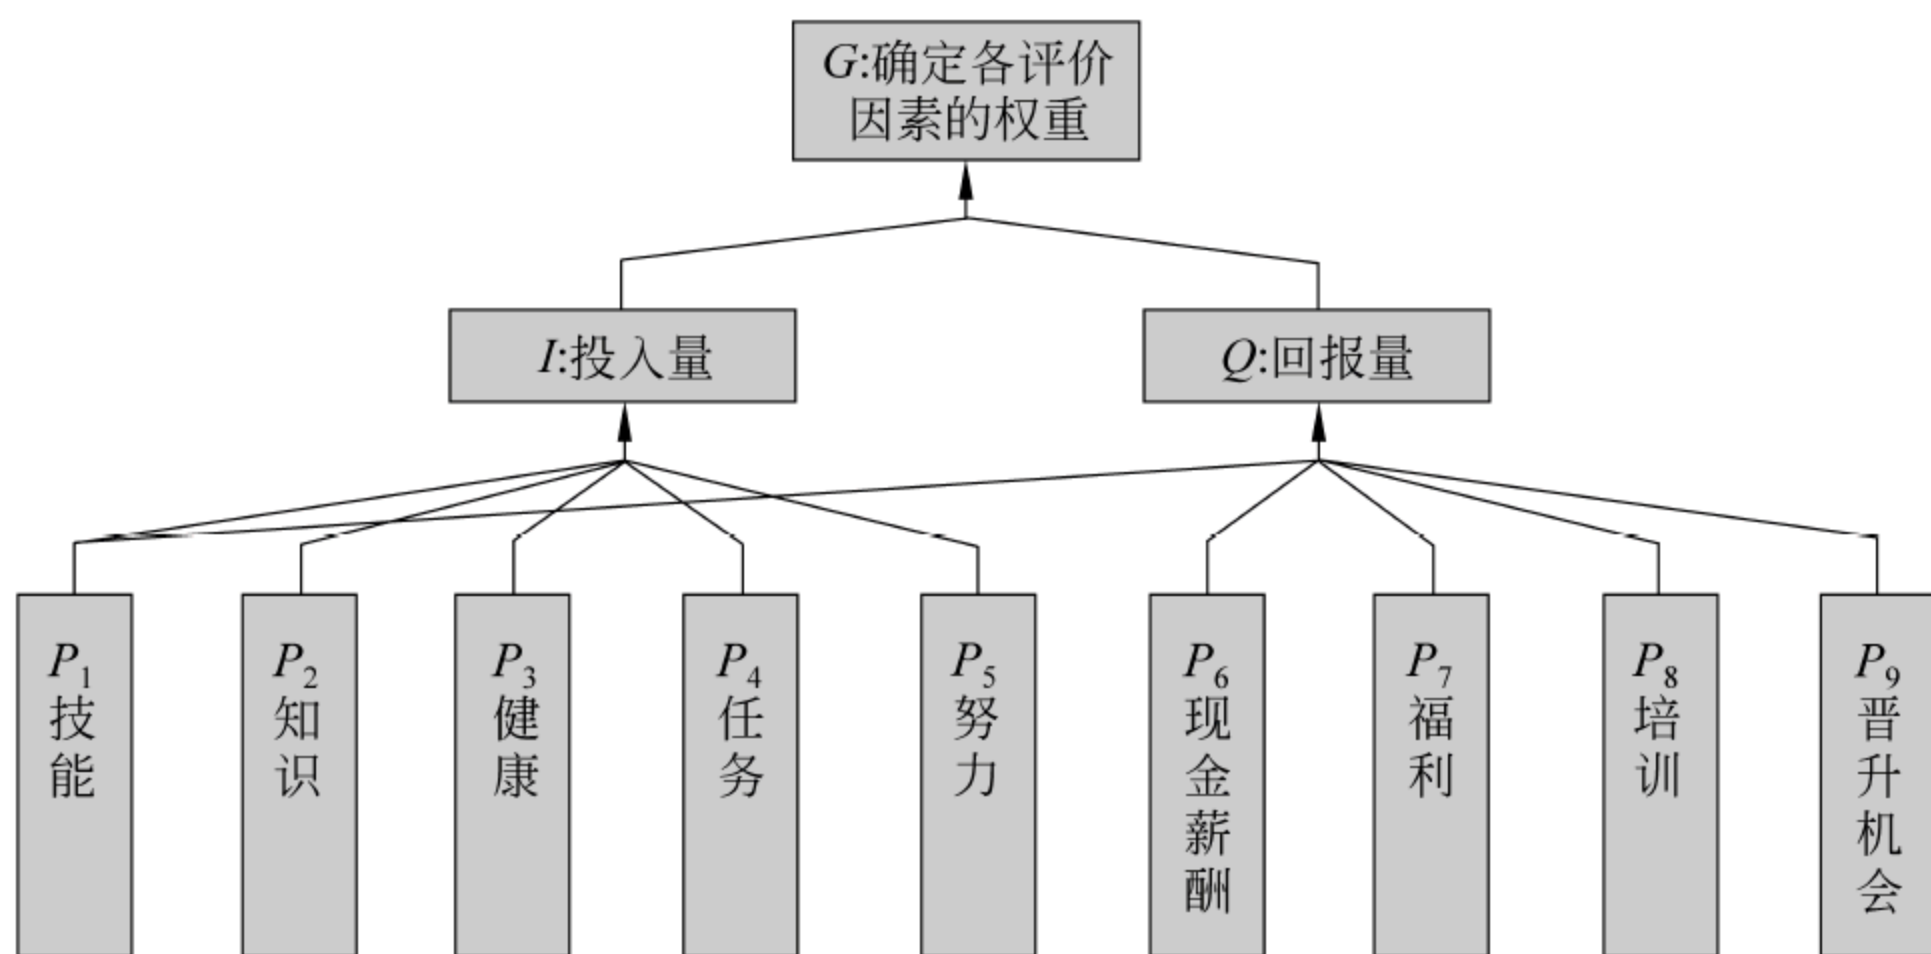 G:确定各评价
因素的权重
I:投入量
Q:回报量
P1
技
能
P2
知
识
P3
健
康
P4
任
务
P5
努
力
P6
现
金
薪
酬
P7
福
利
P8
培
训
P9
晋
升
机
会